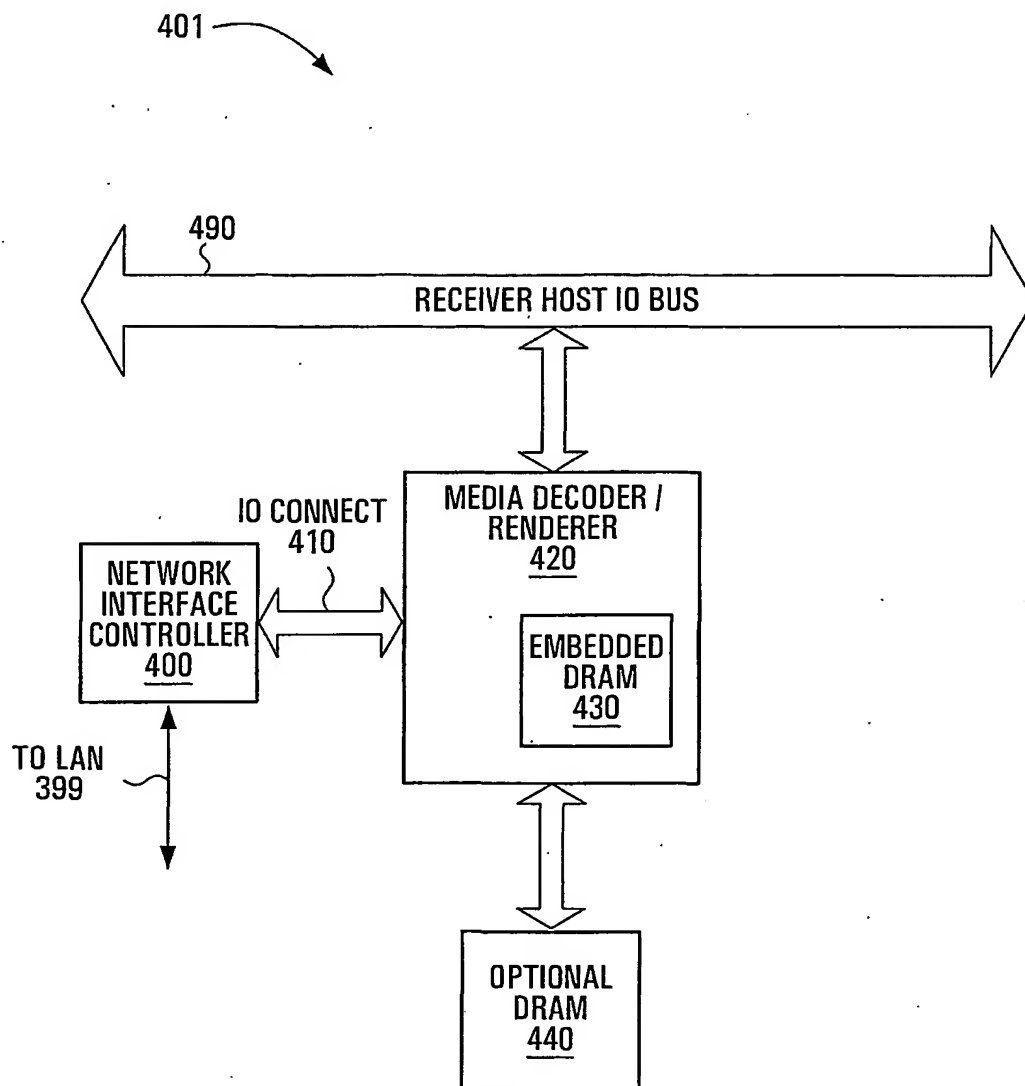 401
490
RECEIVER HOST IO BUS
MEDIA DECODER /
RENDERER
420
IO CONNECT
410
NETWORK
INTERFACE
CONTROLLER
400
EMBEDDED
DRAM
430
TO LAN
399
OPTIONAL
DRAM
440